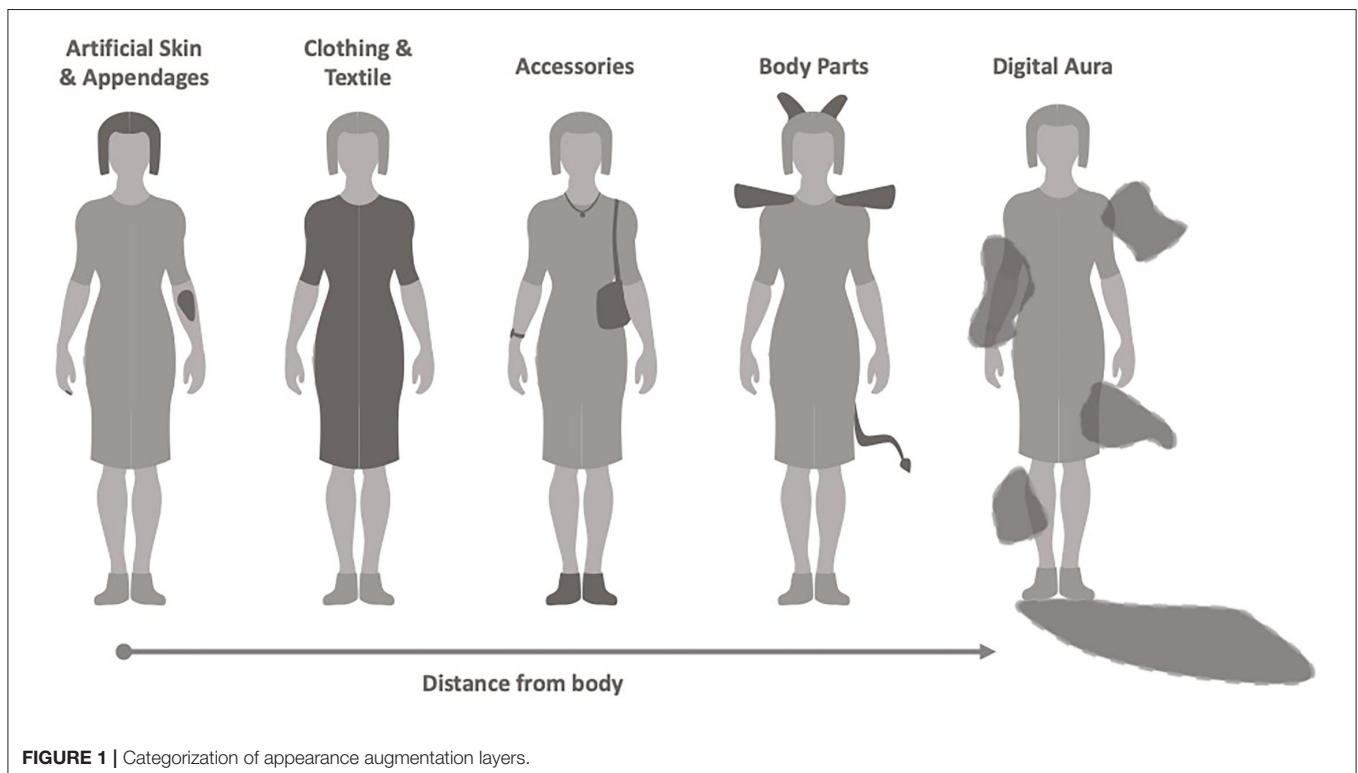 Artificial Skin
& Appendages
Clothing &
Textile
Accessories
Body Parts
Digital Aura
Distance from body
FIGURE 1 | Categorization of appearance augmentation layers.